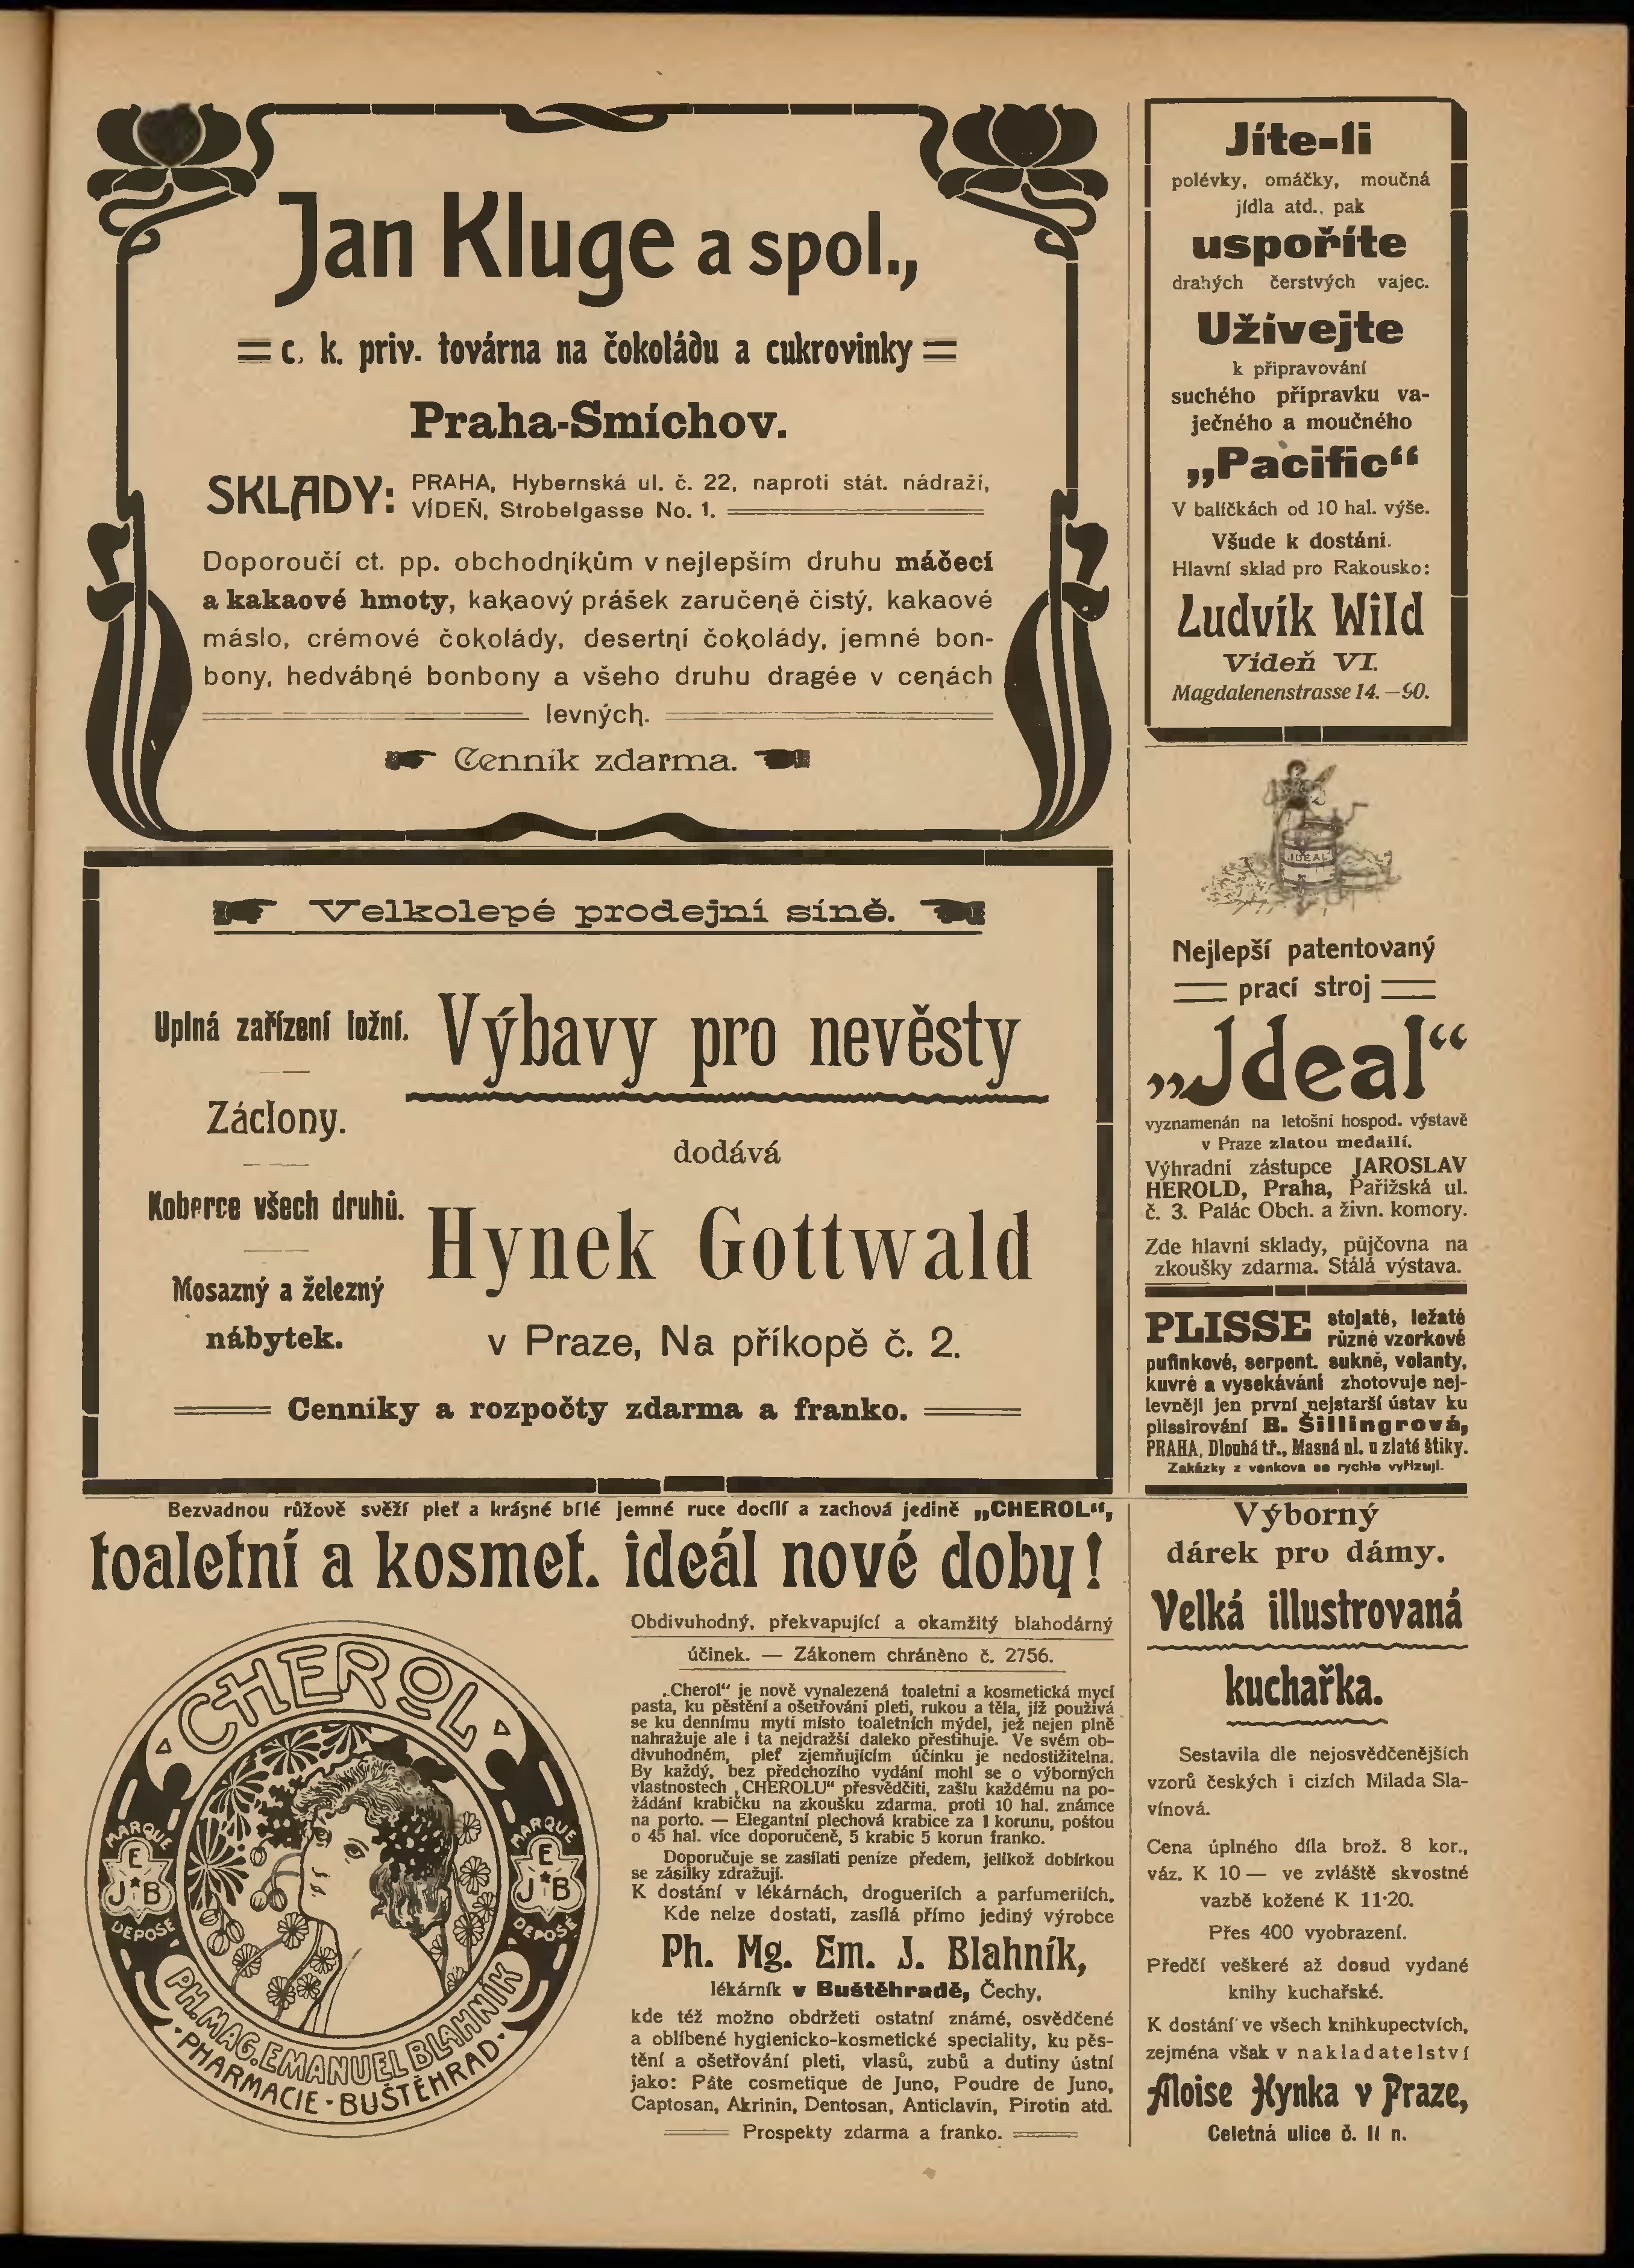 Jan Kluge a spol.,
c. k. priv. továrna na čokoládu a cukrovinky
Praha-Smíchov.
SKLADY: PRAHA, Hybernská ul. č. 22, naproti stát. nádraží,
VÍDEŇ, Strobelgasse No. 1.
Doporoučí ct. pp. obchodníkům v nejlepším druhu máčecí
a kakaové hmoty, kakaový prášek zaručeně čistý, kakaové
máslo, crémové čokolády, desertní čokolády, jemné bon-
bony, hedvábné bonbony a všeho druhu dragée v cenách
levných.
☛ Cenník zdarma. ☚
☛ Velkolepé prodejní síně. ☚
Uplná zařízení ložní.
Záclony.
Koberce všech druhů.
Mosazný a železný
nábytek.
Výbavy pro nevěsty
dodává
Hynek Gottwald
v Praze, Na příkopě č. 2.
Cenníky a rozpočty zdarma a franko.
Bezvadnou růžově svěží pleť a krásné bílé jemné ruce docílí a zachová jedině „CHEROL“,
toaletní a kosmet. ideál nové doby!
CHEROL
MARQUE
E
J*B
DEPOSÉ
MARQUE
E
J*B
DEPOSÉ
PH. MAG. EMANUEL BLAHNÍK
·PHARMACIE·BUŠTĚHRAD·
Obdivuhodný, překvapující a okamžitý blahodárný
účinek. — Zákonem chráněno č. 2756.
„Cherol“ je nově vynalezená toaletni a kosmetická mycí
pasta, ku pěstění a ošetřování pleti, rukou a těla, jíž používá
se ku dennímu mytí místo toaletních mýdel, jež nejen plně
nahražuje ale i ta nejdražší daleko přestihuje. Ve svém ob-
divuhodném, pleť zjemňujícím účinku je nedostižitelna.
By každý, bez předchozího vydání mohl se o výborných
vlastnostech „CHEROLU“ přesvědčiti, zašlu každému na po-
žádání krabičku na zkoušku zdarma, proti 10 hal. známce
na porto. — Elegantní plechová krabice za 1 korunu, poštou
o 45 hal. více doporučeně, 5 krabic 5 korun franko.
Doporučuje se zasílati peníze předem, jelikož dobírkou
se zásilky zdražují.
K dostání v lékárnách, drogueriích a parfumeriích.
Kde nelze dostati, zasílá přímo jediný výrobce
Ph. Mg. Em. J. Blahník,
lékárník v Buštěhradě, Čechy,
kde též možno obdržeti ostatní známé, osvědčené
a oblíbené hygienicko-kosmetické speciality, ku pěs-
tění a ošetřování pleti, vlasů, zubů a dutiny ústní
jako: Páte cosmetique de Juno, Poudre de Juno,
Captosan, Akrinin, Dentosan, Anticlavin, Pirotin atd.
Prospekty zdarma a franko.
Jíte-li
polévky, omáčky, moučná
jídla atd., pak
uspoříte
drahých čerstvých vajec.
Užívejte
k připravování
suchého přípravku va-
ječného a moučného
„Pacific“
V balíčkách od 10 hal. výše.
Všude k dostání.
Hlavní sklad pro Rakousko:
Ludvík Wild
Vídeň VI.
Magdalenenstrasse 14. —90.
IDEAL
Nejlepší patentovaný
prací stroj
„Ideal“
vyznamenán na letošní hospod. výstavě
v Praze zlatou medailí.
Výhradní zástupce JAROSLAV
HEROLD, Praha, Pařížská ul.
č. 3. Palác Obch. a živn. komory.
Zde hlavní sklady, půjčovna na
zkoušky zdarma. Stálá výstava.
PLISSE stojaté, ležaté
různé vzorkové
pufinkové, serpent. sukně, volanty,
kuvré a vysekávání zhotovuje nej-
levněji jen první nejstarší ústav ku
plissirování B. Šillingrová,
PRAHA, Dlouhá tř., Masná ul. u zlaté štiky.
Zakázky z venkova se rychle vyřizují.
Výborný
dárek pro dámy.
Velká illustrovaná
kuchařka.
Sestavila dle nejosvědčenějších
vzorů českých i cizích Milada Sla-
vínová.
Cena úplného díla brož. 8 kor.,
váz. K 10 — ve zvláště skvostné
vazbě kožené K 11·20.
Přes 400 vyobrazení.
Předčí veškeré až dosud vydané
knihy kuchařské.
K dostání ve všech knihkupectvích,
zejména však v nakladatelství
Aloise Hynka v Praze,
Celetná ulice č. 11 n.